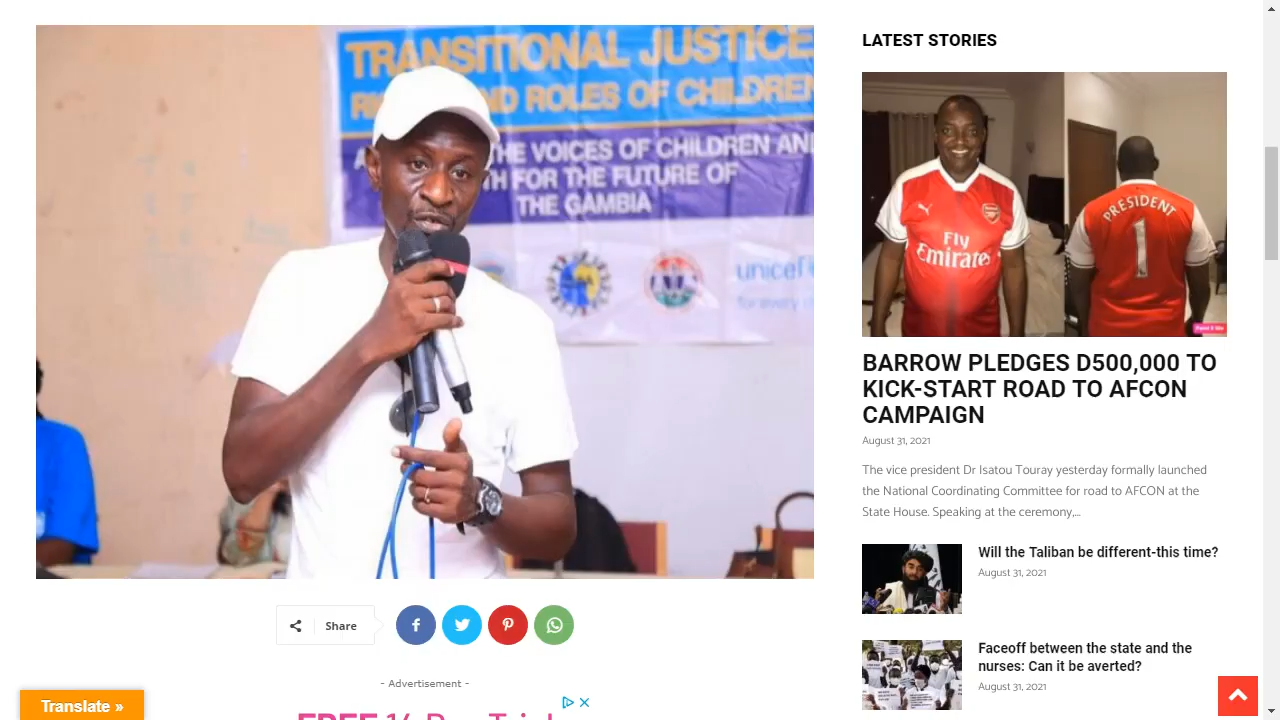 TRANSITIONAL JUSTICE
ND ROLES OF CHILDREN
THE VOICES OF CHILDREN AN
TH FOR THE FUTURE OF
THE GAMBIA
unicef
for every
Share
- Advertisement -
Translate »
LATEST STORIES
Fly
Emirates
PRESIDENT
1
BARROW PLEDGES D500,000 TO
KICK-START ROAD TO AFCON
CAMPAIGN
August 31, 2021
The vice president Dr Isatou Touray yesterday formally launched
the National Coordinating Committee for road to AFCON at the
State House. Speaking at the ceremony,...
Will the Taliban be different-this time?
August 31, 2021
Faceoff between the state and the
nurses: Can it be averted?
August 31, 2021